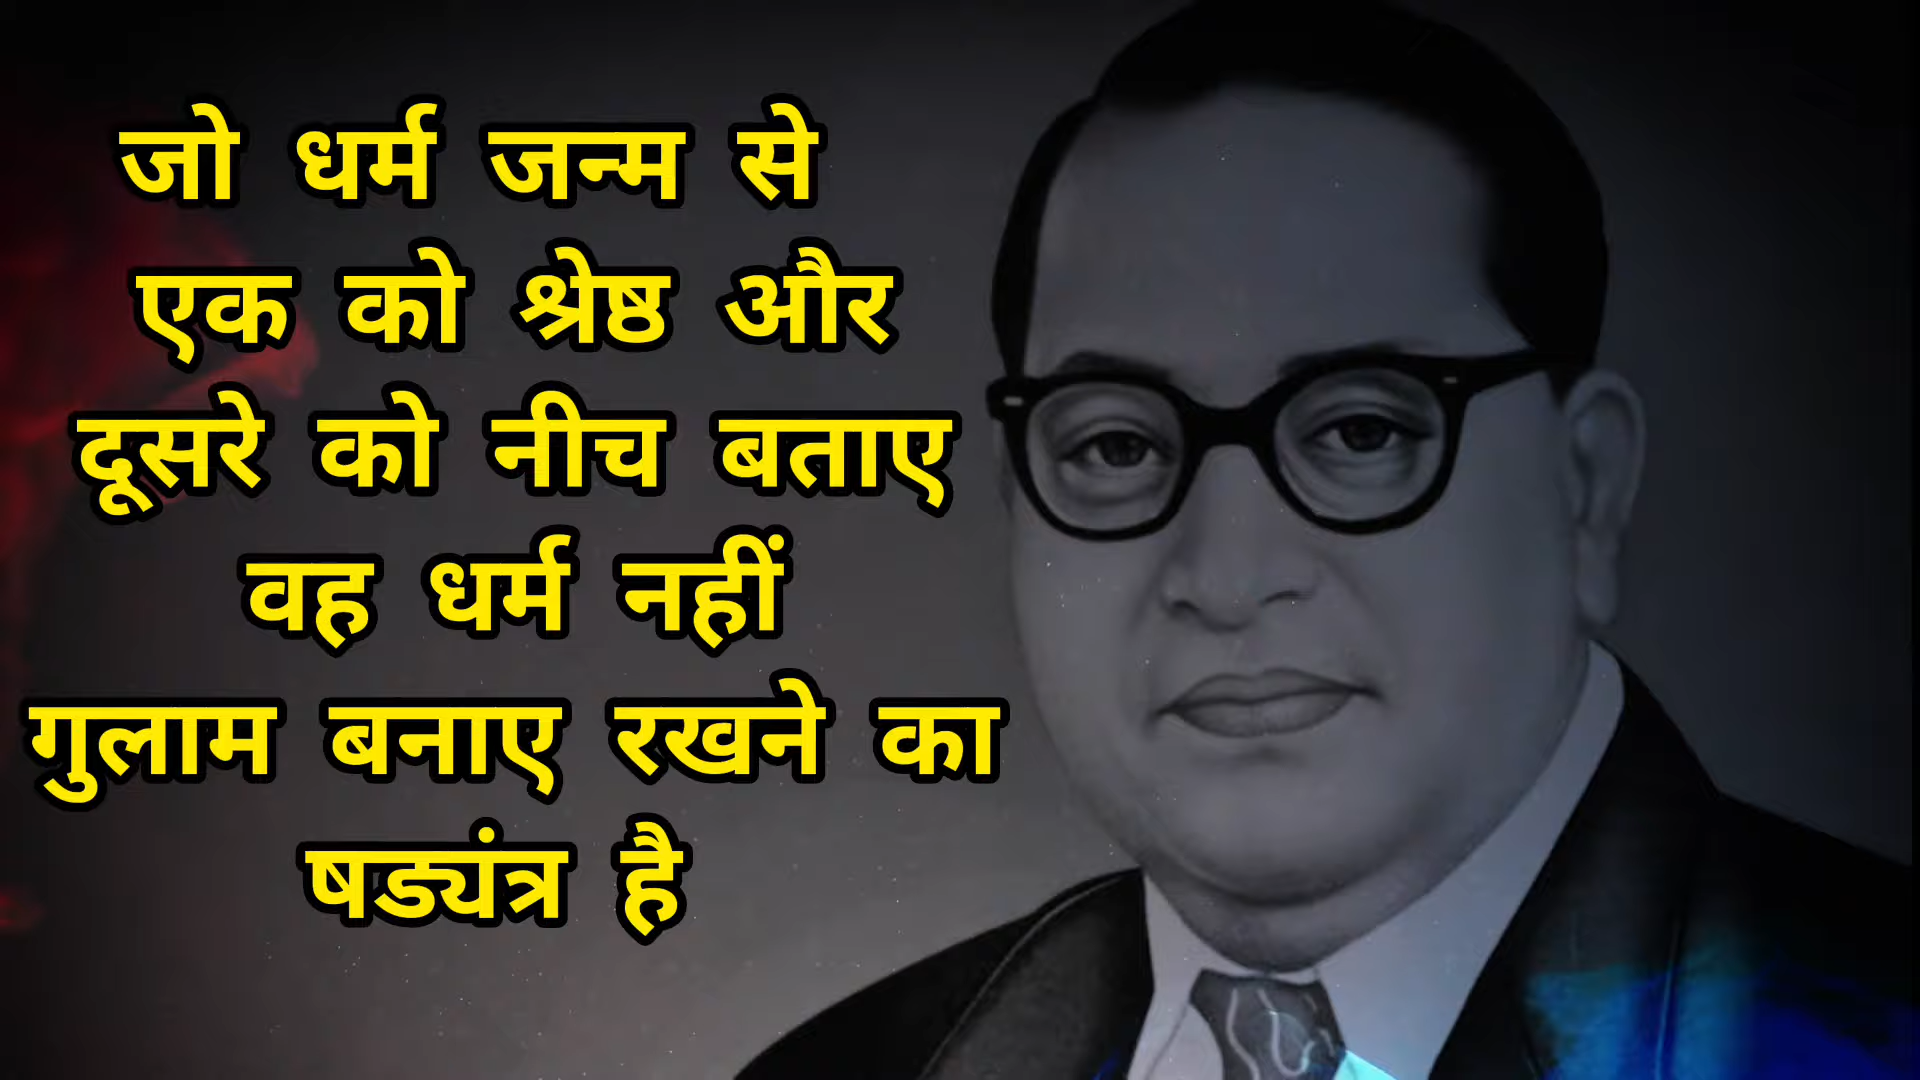 जो धर्म जन्म से
एक को श्रेष्ठ और
दूसरे को नीच बताए
वह धर्म नहीं
गुलाम बनाए रखने का
षड्यंत्र है